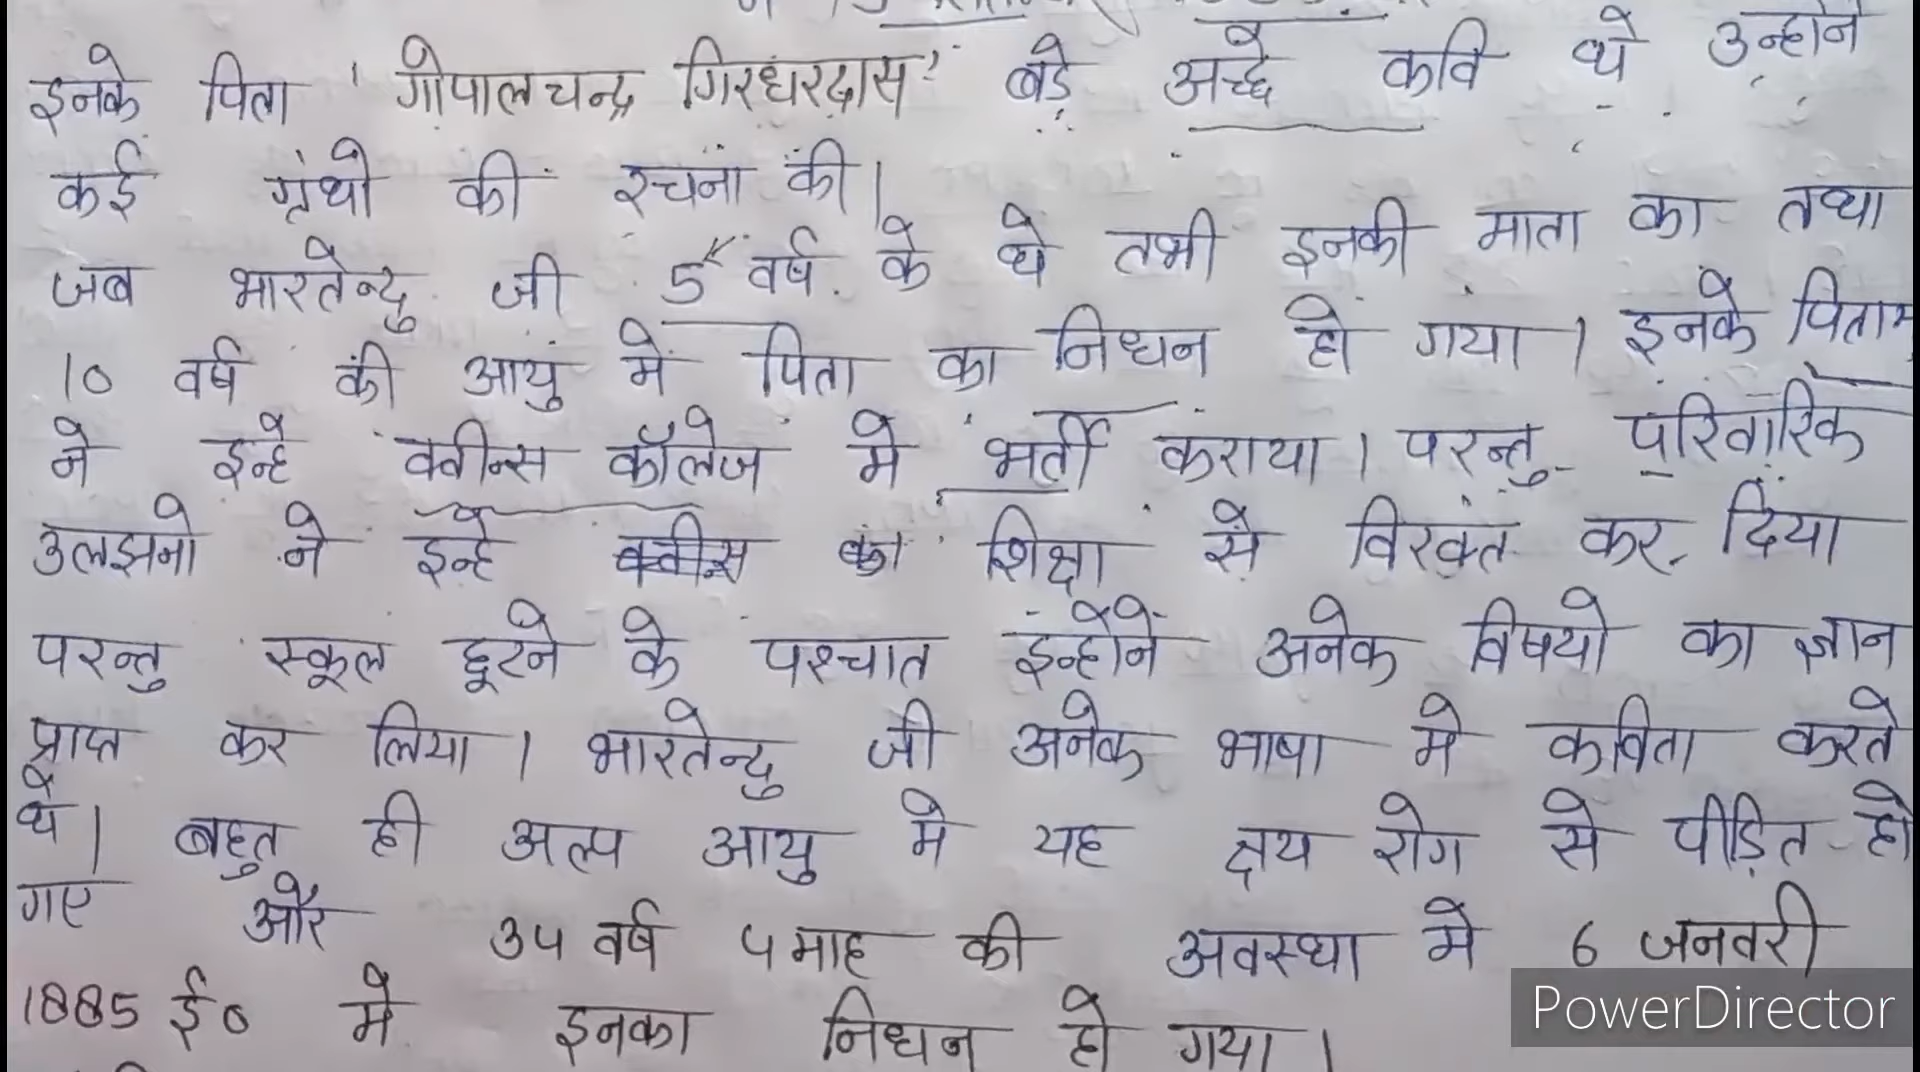 इनके पिता 'गोपालचन्द्र गिरधरदास' बड़े अच्छे कवि थे उन्होने
कई ग्रंथो की रचना की।
जब भारतेन्दु जी 5 वर्ष के थे तभी इनकी माता का तथा
10 वर्ष की आयु में पिता का निधन हो गया। इनके पिताम
ने इन्हे क्वीन्स कॉलेज मे भर्ती कराया। परन्तु परिवारिक
उलझनो ने इन्हे का शिक्षा से विरक्त कर दिया
परन्तु स्कूल छूटने के पश्चात इन्होंने अनेक विषयो का ज्ञान
प्राप्त कर लिया। भारतेन्दु जी अनेक भाषा मे कविता करते
थे। बहुत ही अल्प आयु मे यह क्षय रोग से पीड़ित हो
गए और 34 वर्ष 4 माह की अवस्था मे 6 जनवरी
1885 ई० मे इनका निधन हो गया।
PowerDirector